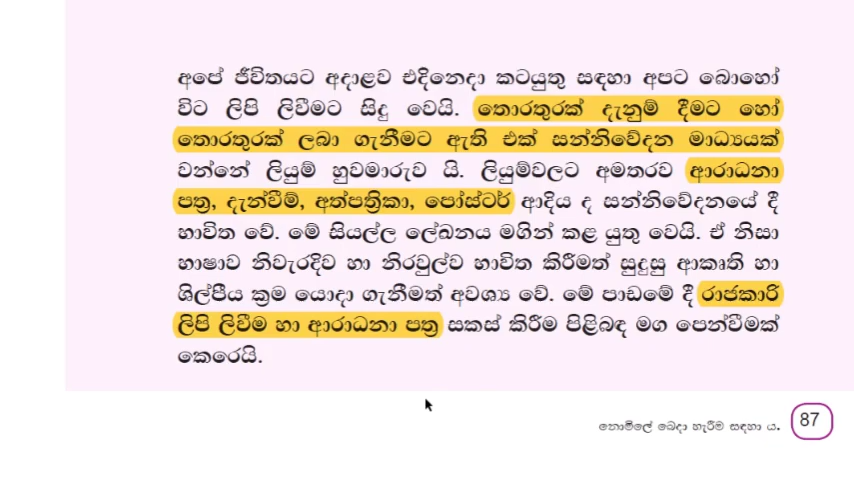 අපේ ජීවිතයට අදාළව එදිනෙදා කටයුතු සඳහා අපට බොහෝ
විට ලිපි ලිවීමට සිදු වෙයි. තොරතුරක් දැනුම් දීමට හෝ
තොරතුරක් ලබා ගැනීමට ඇති එක් සන්නිවේදන මාධ්‍යයක්
වන්නේ ලියුම් හුවමාරුව යි. ලියුම්වලට අමතරව ආරාධනා
පත්‍ර, දැන්වීම්, අත්පත්‍රිකා, පෝස්ටර් ආදිය ද සන්නිවේදනයේ දී
භාවිත වේ. මේ සියල්ල ලේඛනය මගින් කළ යුතු වෙයි. ඒ නිසා
භාෂාව නිවැරදිව හා නිරවුල්ව භාවිත කිරීමත් සුදුසු ආකෘති හා
ශිල්පීය ක්‍රම යොදා ගැනීමත් අවශ්‍ය වේ. මේ පාඩමේ දී රාජකාරි
ලිපි ලිවීම හා ආරාධනා පත්‍ර සකස් කිරීම පිළිබඳ මග පෙන්වීමක්
කෙරෙයි.
නොමිලේ බෙදා හැරීම සඳහා ය. 87